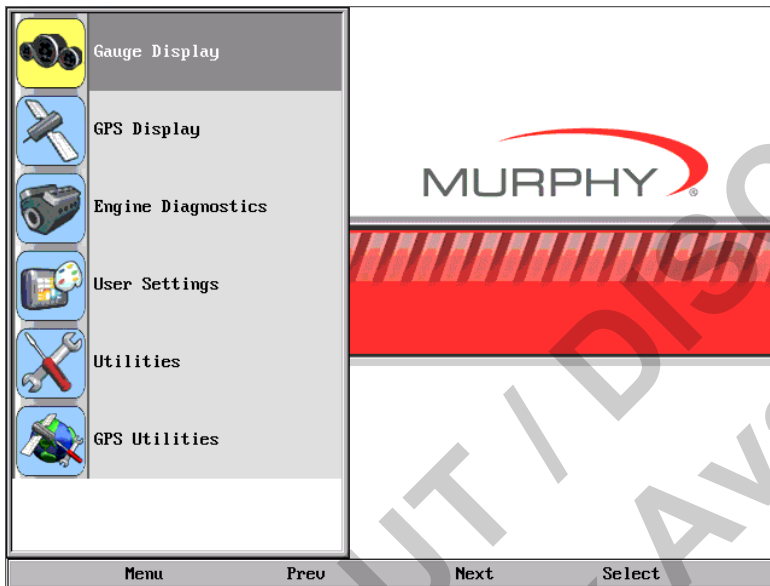 Gauge Display
GPS Display
Engine Diagnostics
User Settings
Utilities
GPS Utilities
MURPHY
®
Menu Prev Next Select